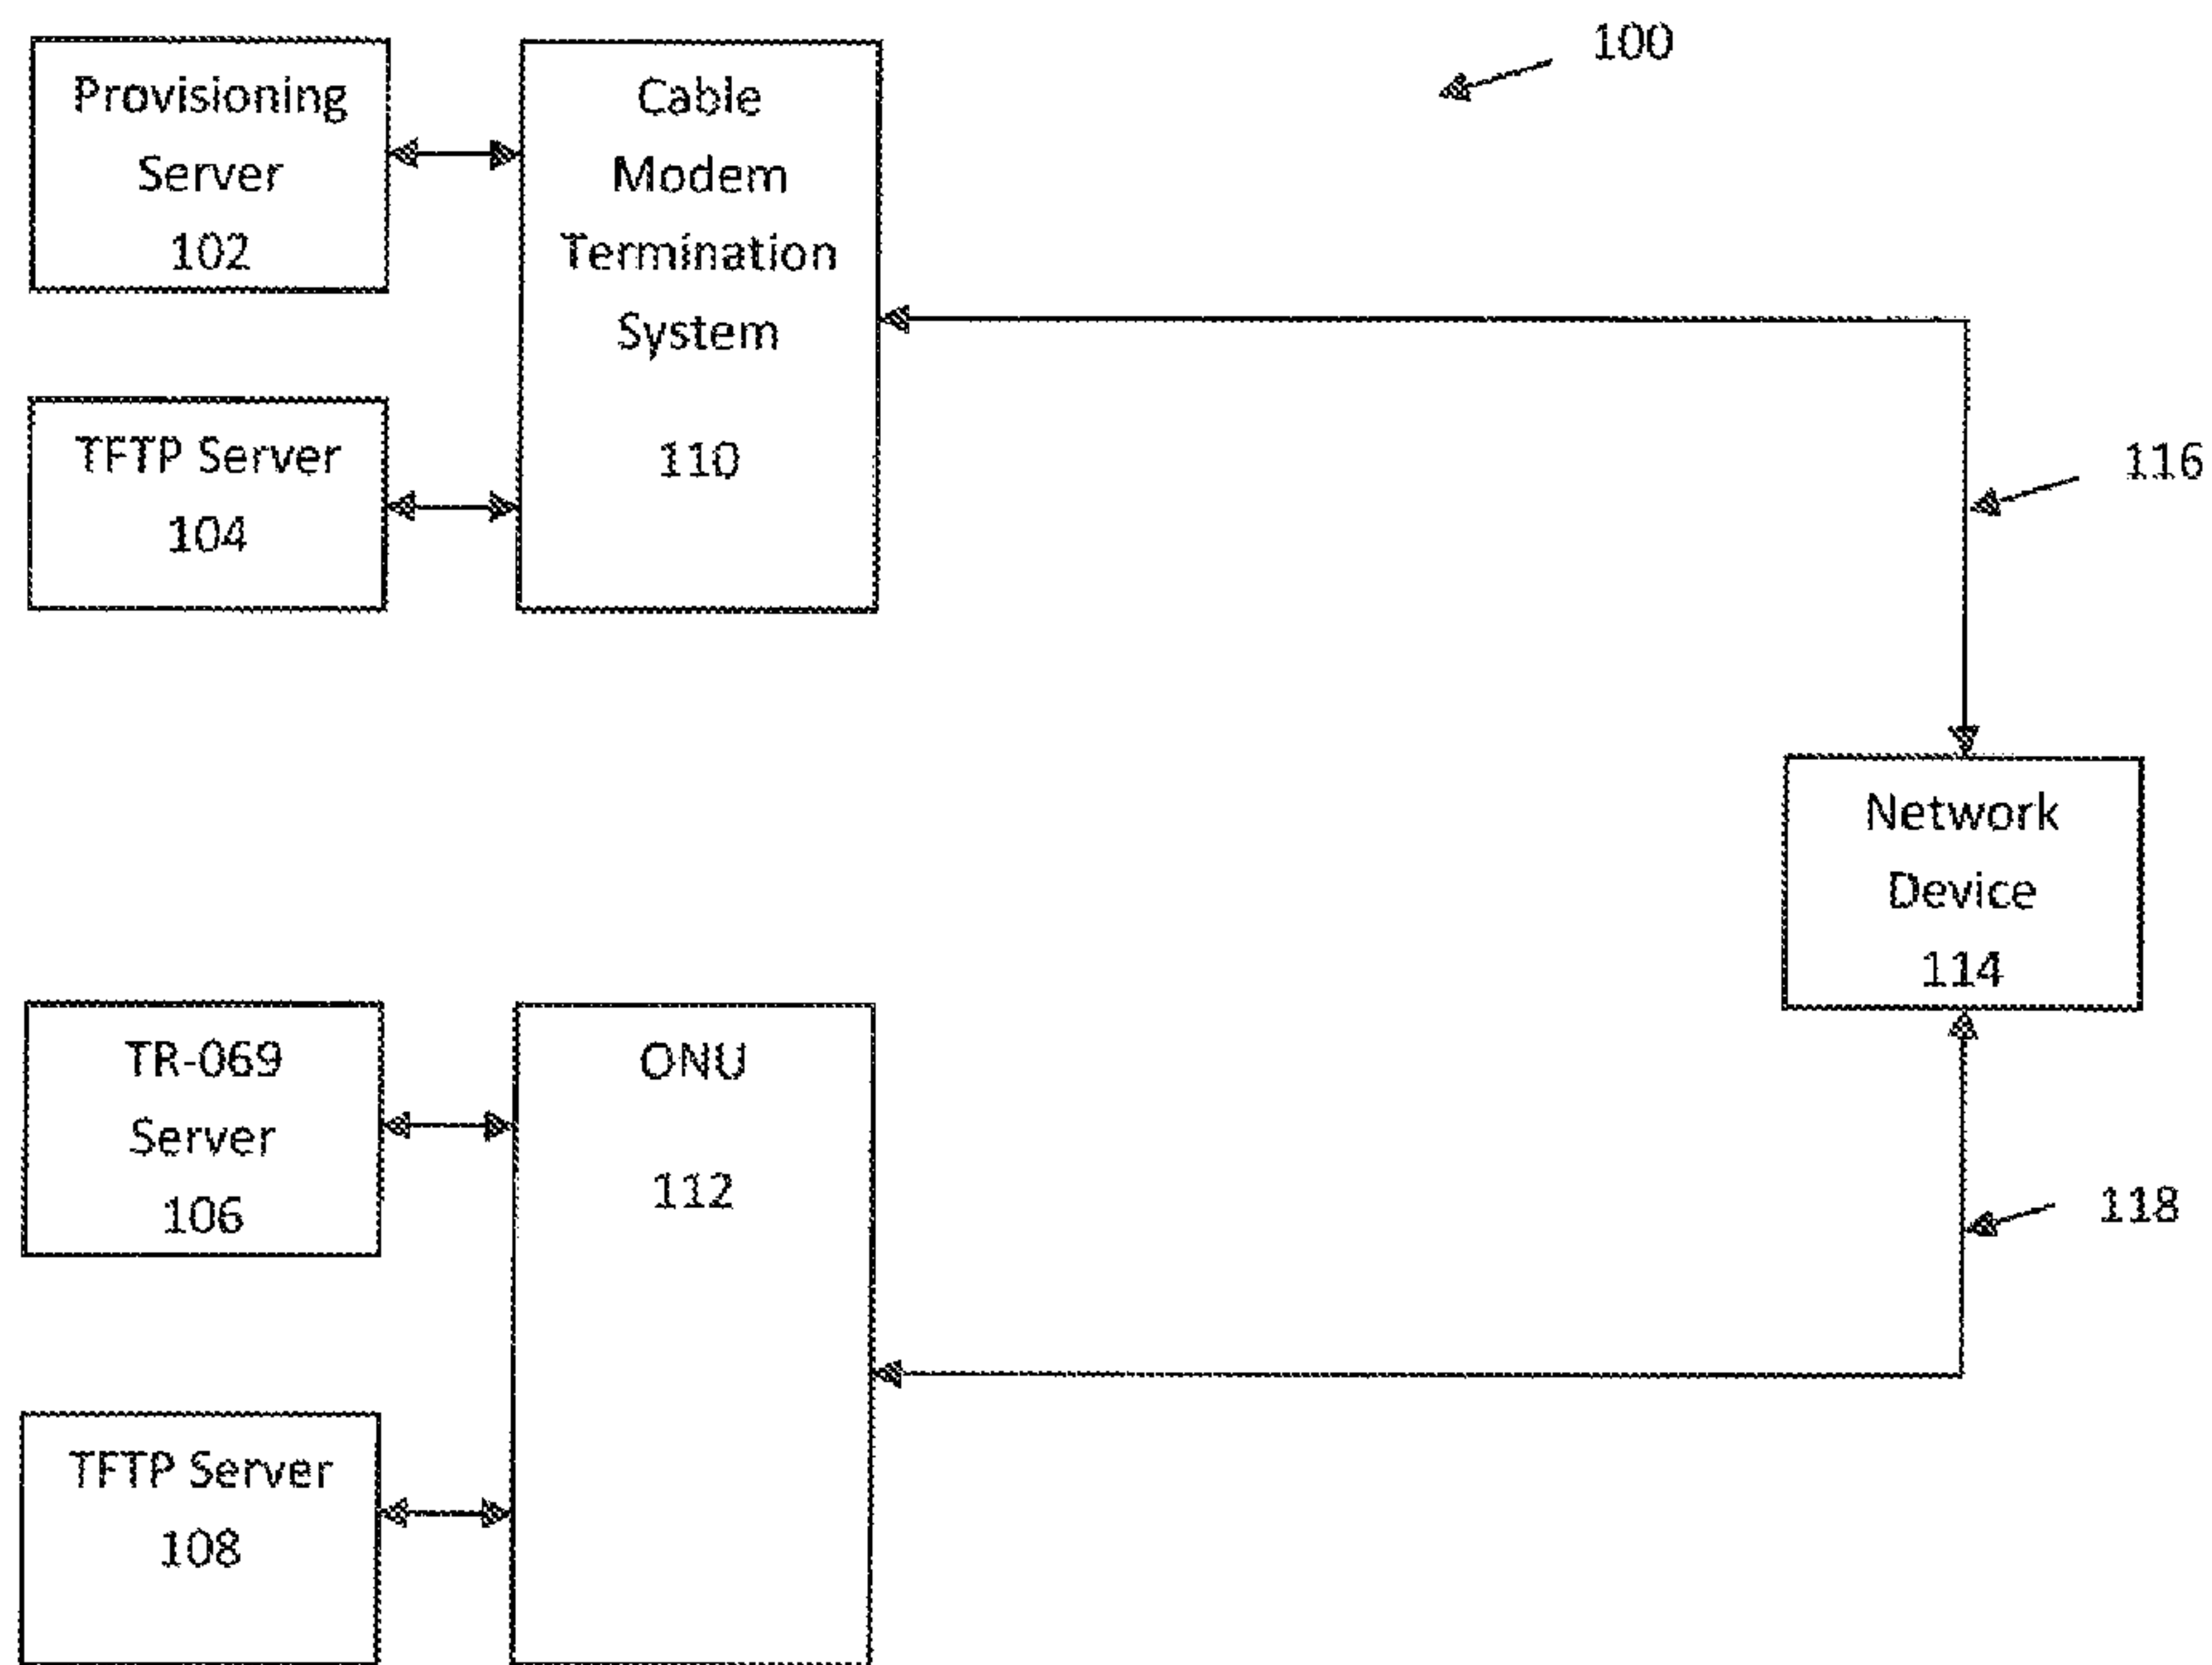 100
Provisioning
Server
102
Cable
Modem
Termination
System
110
TFTP Server
104
116
Network
Device
114
TR-069
Server
106
ONU
112
118
TFTP Server
108